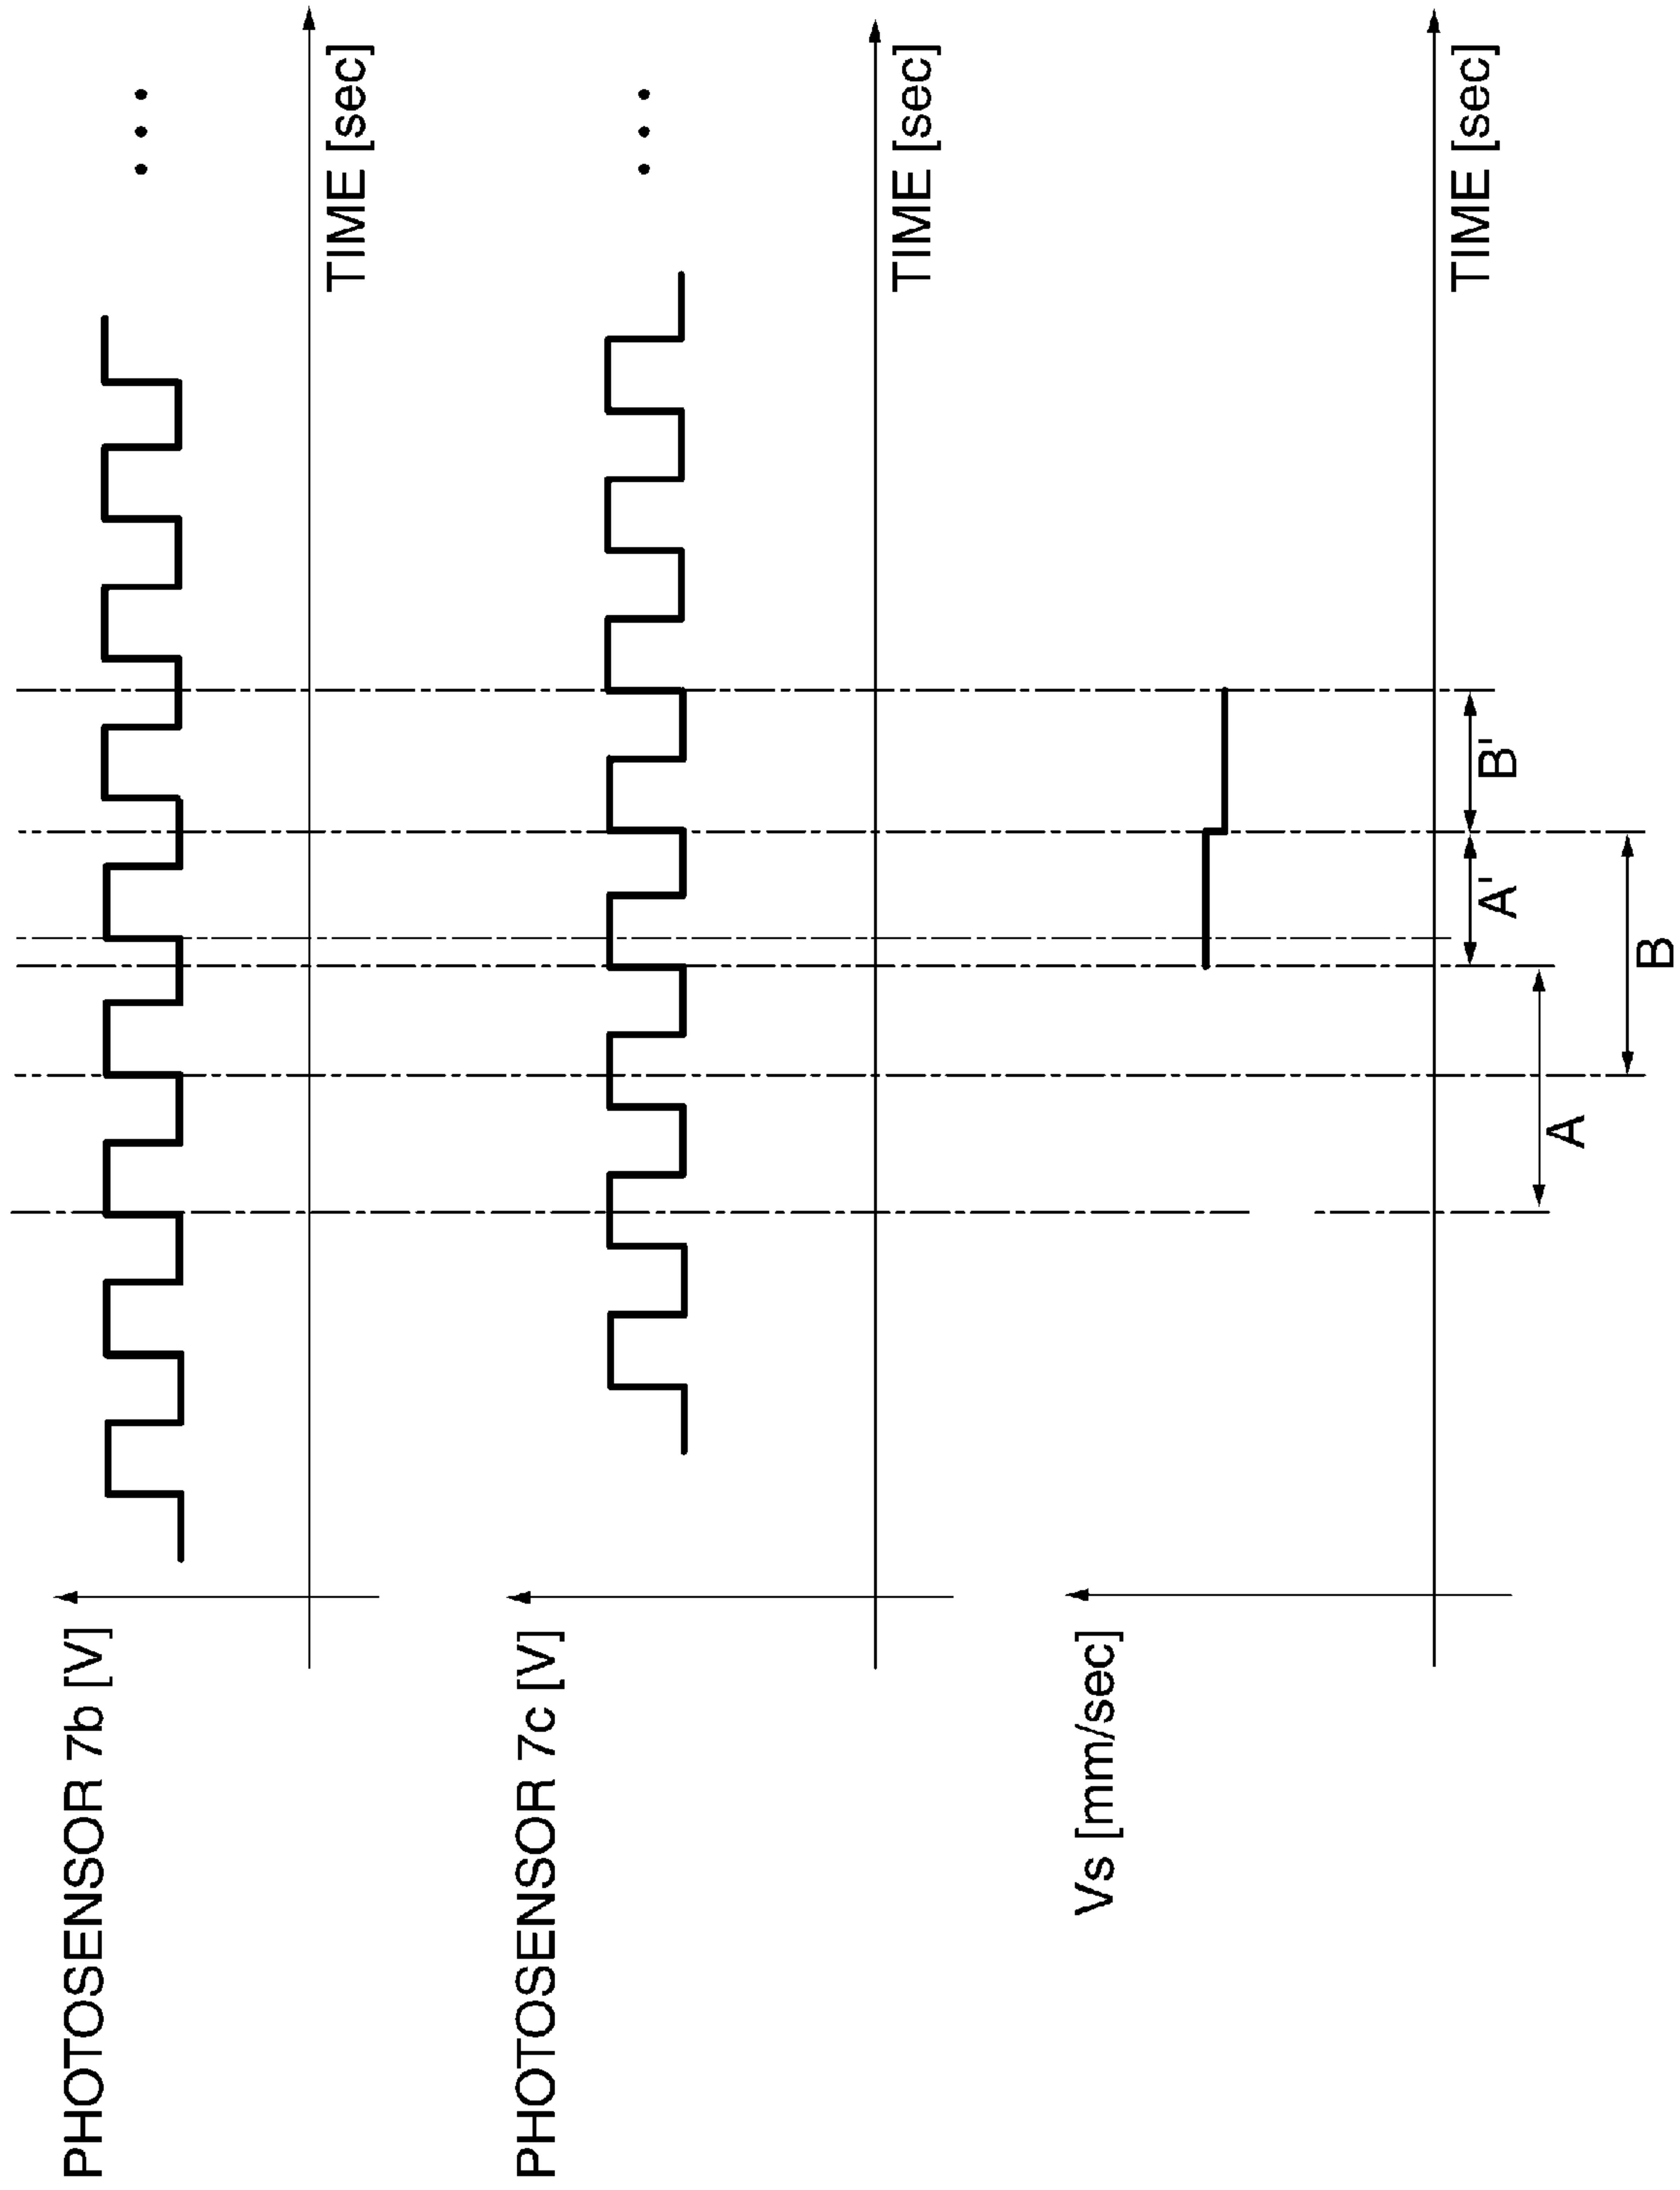 PHOTOSENSOR 7b [V]
• • •
TIME [sec]
PHOTOSENSOR 7c [V]
• • •
TIME [sec]
Vs [mm/sec]
TIME [sec]
A' B'
A
B